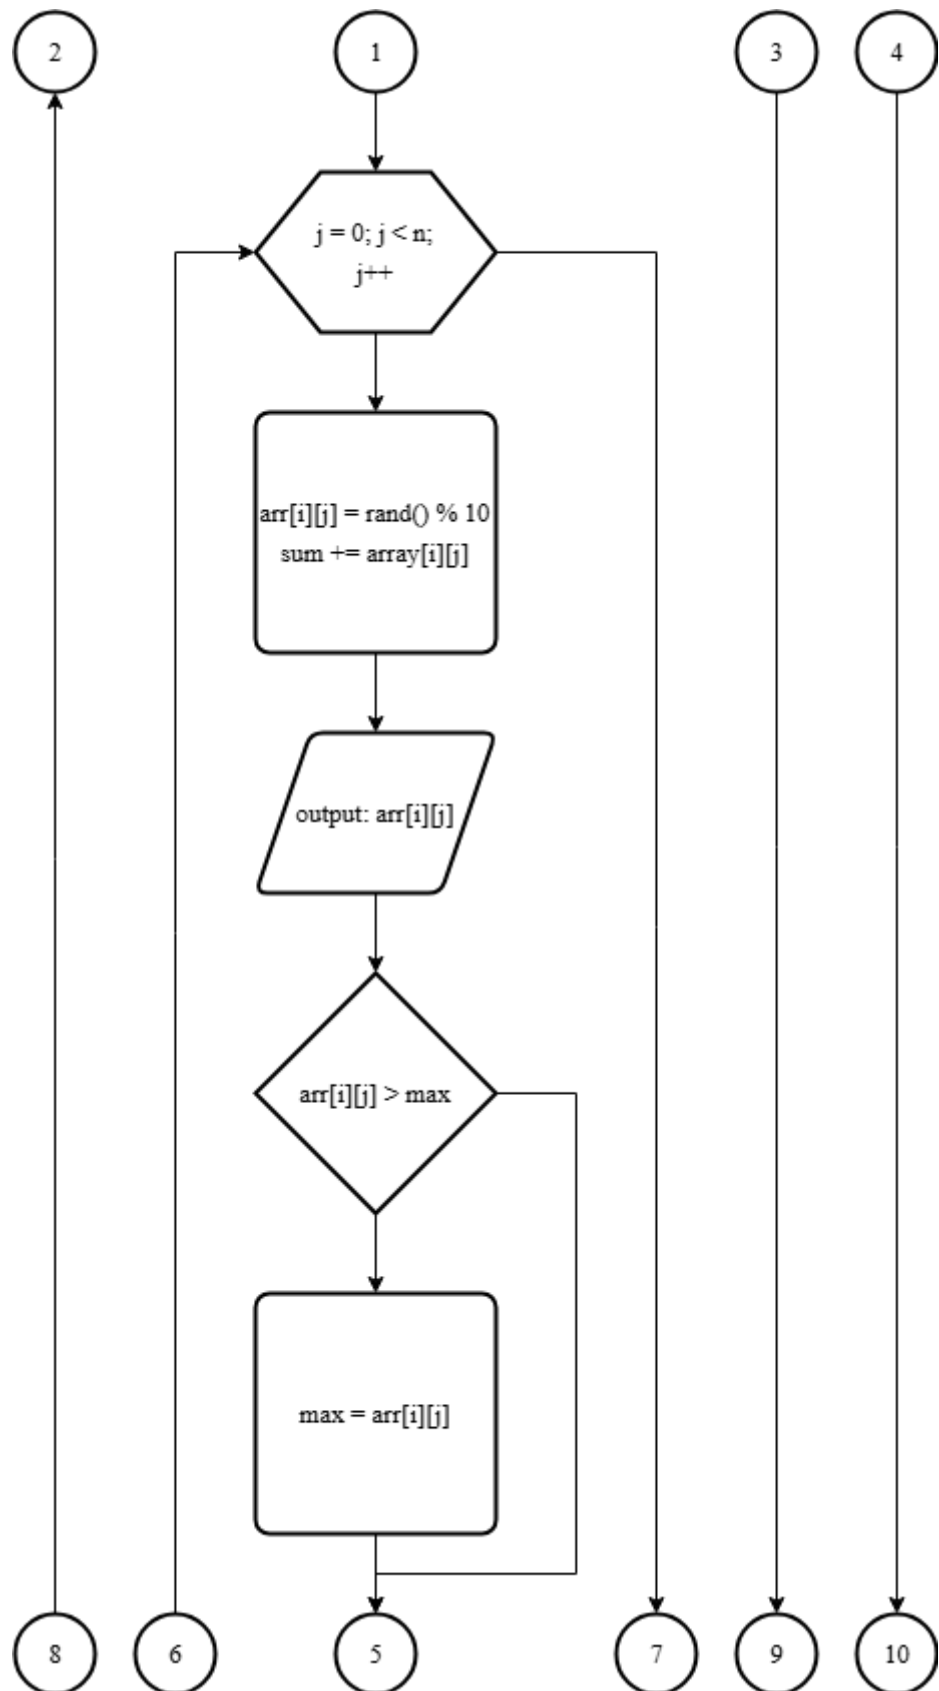 2
1
3
4
j = 0; j < n;
j++
arr[i][j] = rand() % 10
sum += array[i][j]
output: arr[i][j]
arr[i][j] > max
max = arr[i][j]
8
6
5
7
9
10